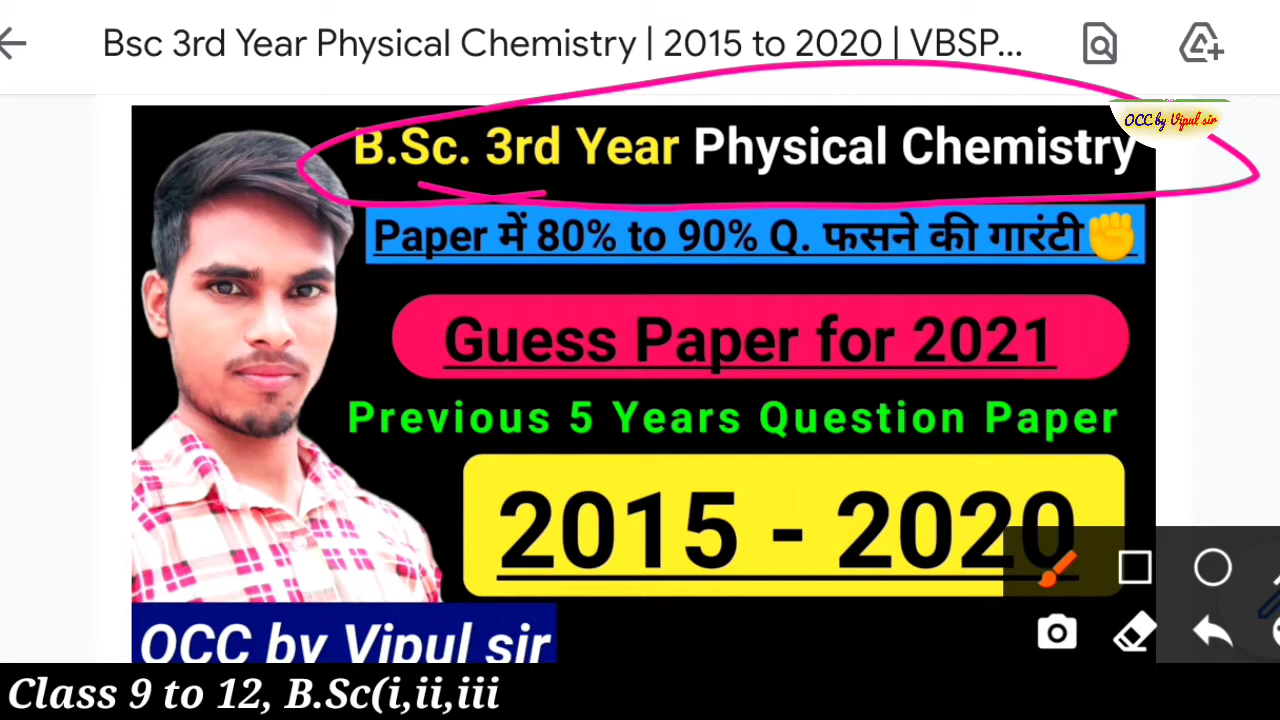 Bsc 3rd Year Physical Chemistry | 2015 to 2020 | VBSP...
OCC by Vipul sir
B.Sc. 3rd Year Physical Chemistry
Paper में 80% to 90% Q. फसने की गारंटी✊
Guess Paper for 2021
Previous 5 Years Question Paper
2015 - 2020
OCC by Vipul sir
Class 9 to 12, B.Sc(i,ii,iii